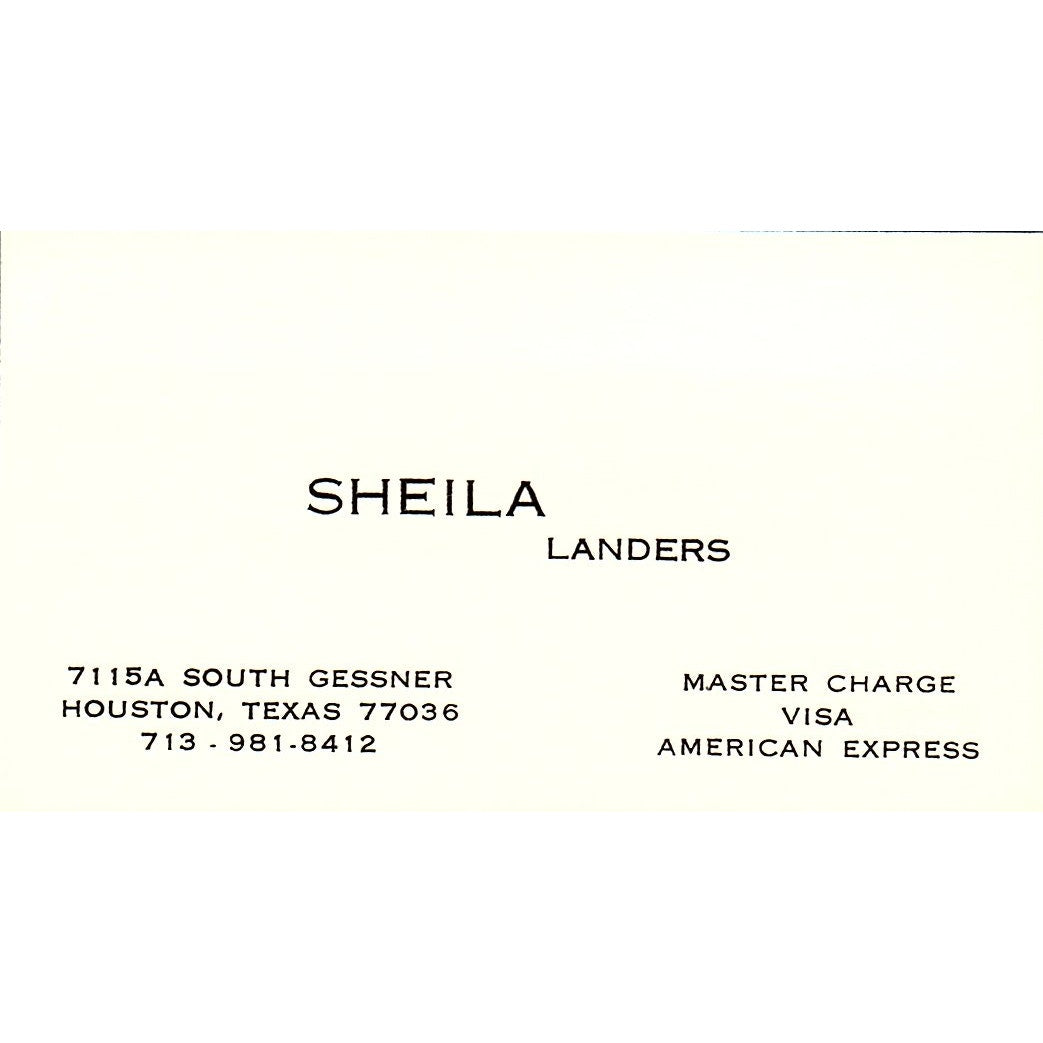 SHEILA
LANDERS
7115A SOUTH GESSNER
HOUSTON, TEXAS 77036
713 - 981-8412
MASTER CHARGE
VISA
AMERICAN EXPRESS